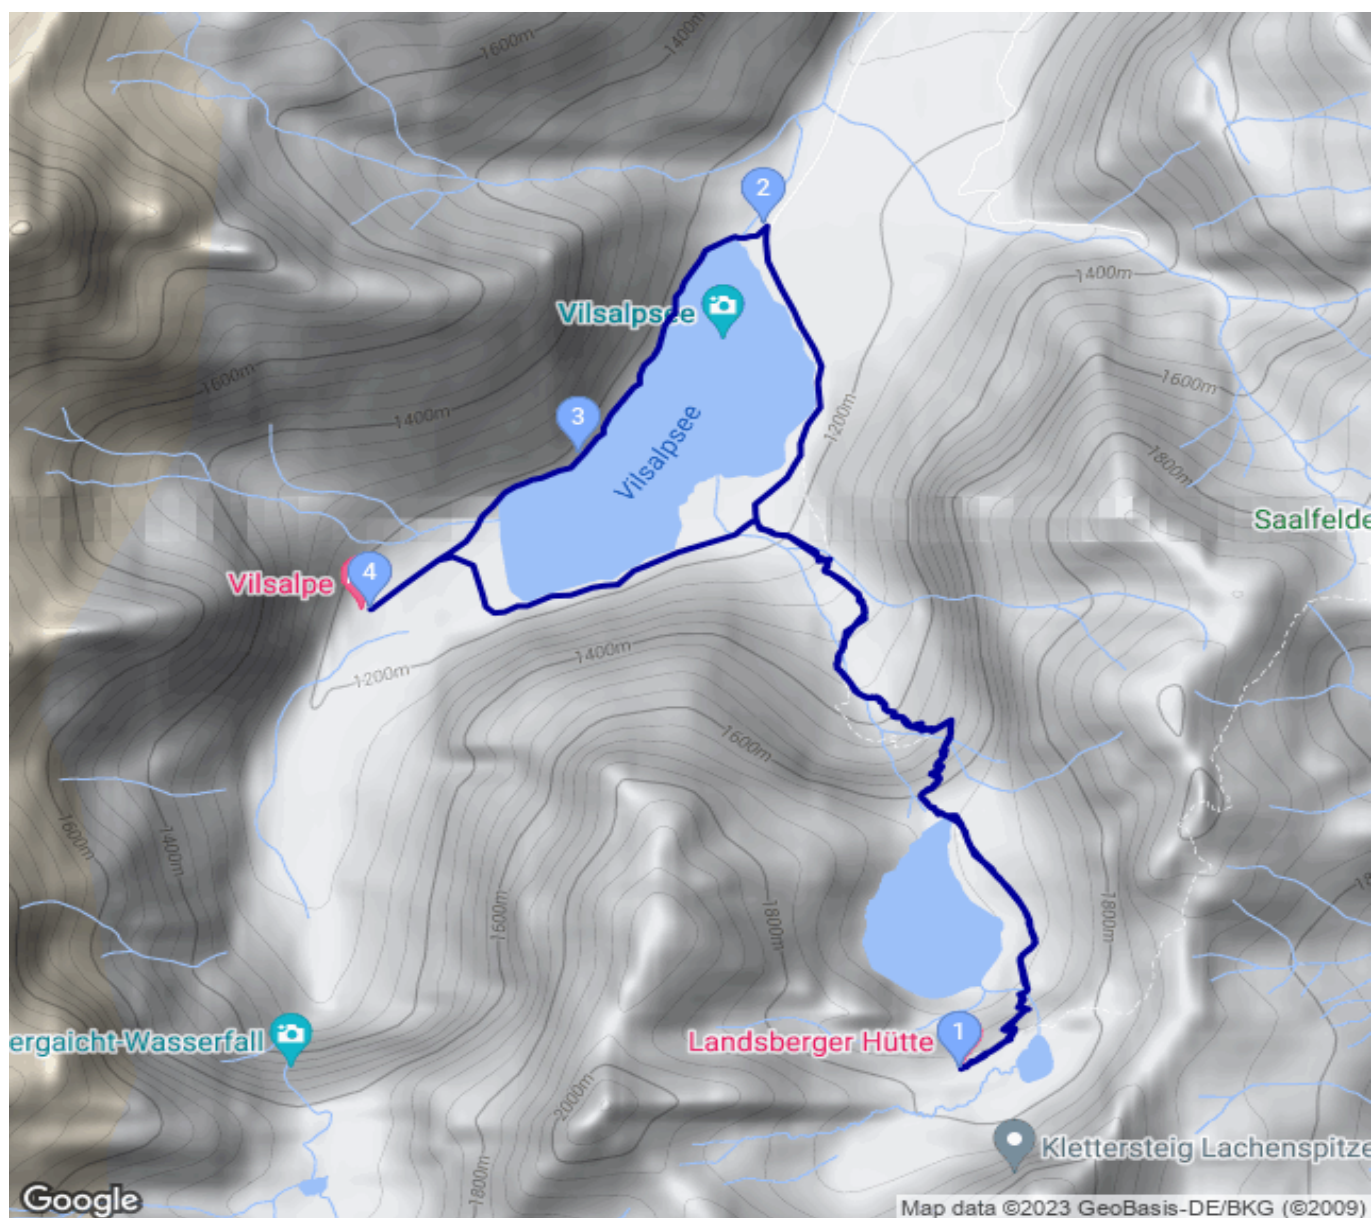 1600m
1400m
2
1400m
Vilsalpsee
1600m
1600m
1400m
3
1200m
Vilsalpsee
1800m
Saalfelde
Vilsalpe
4
1400m
1200m
1600m
1600m
1400m
1600m
1800m
1800m
ergaicht-Wasserfall
Landsberger Hütte
1
2000m
Klettersteig Lachenspitze
1800m
Google
Map data ©2023 GeoBasis-DE/BKG (©2009)